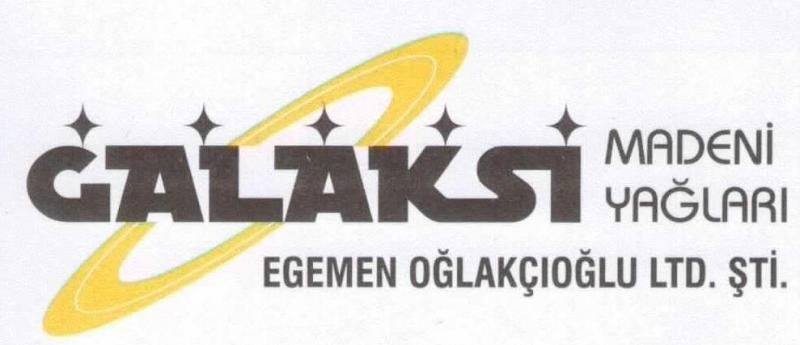 GALAKSİ
MADENİ
YAĞLARI
EGEMEN OĞLAKÇIOĞLU LTD. ŞTİ.